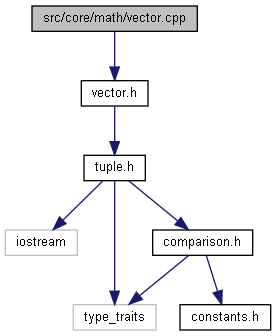 src/core/math/vector.cpp
vector.h
tuple.h
iostream
comparison.h
type_traits
constants.h